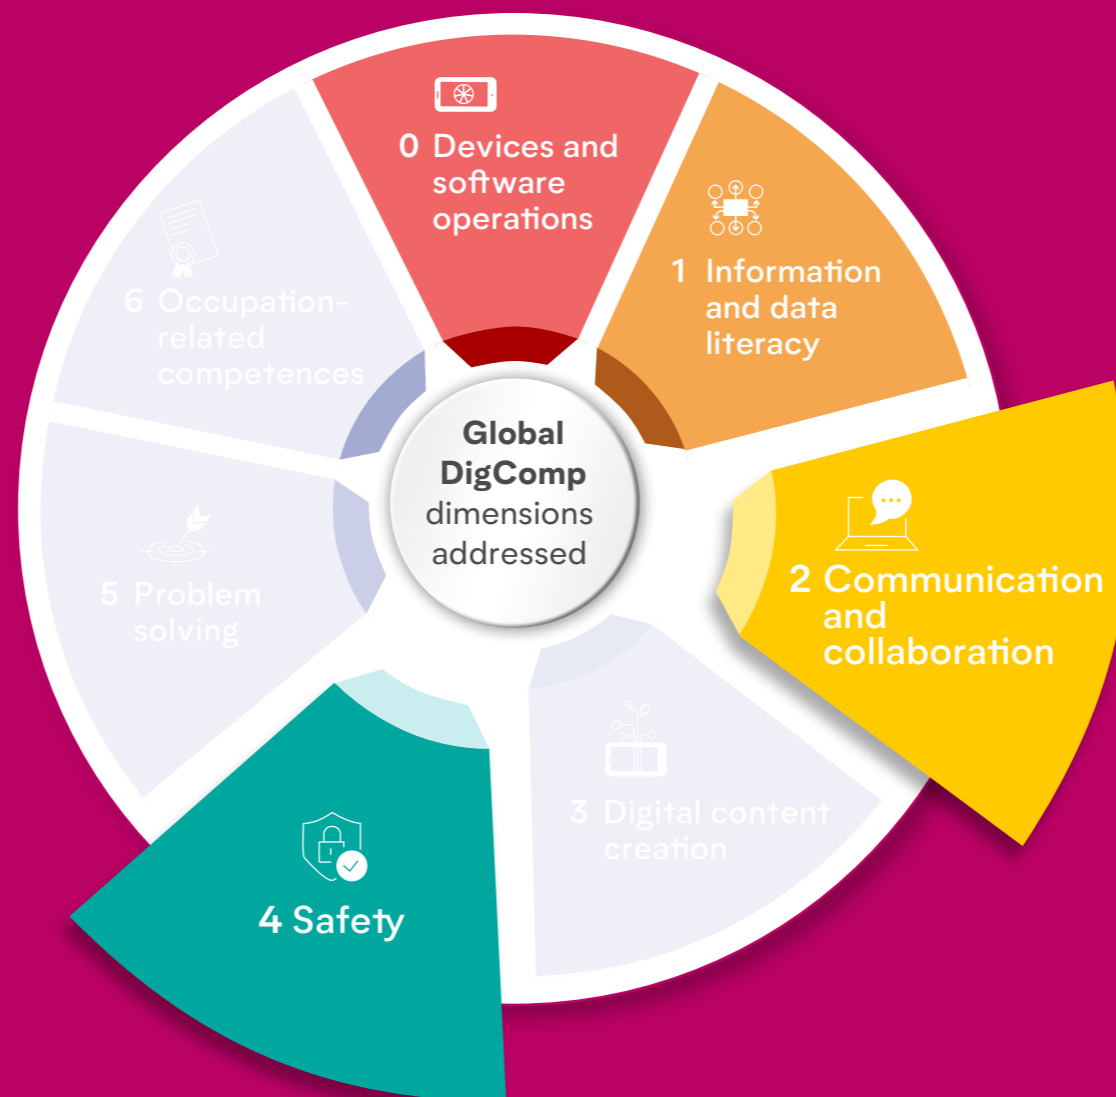 0 Devices and
software
operations
1 Information
and data
literacy
2 Communication
and
collaboration
3 Digital content
creation
4 Safety
5 Problem
solving
6 Occupation-
related
competences
Global
DigComp
dimensions
addressed